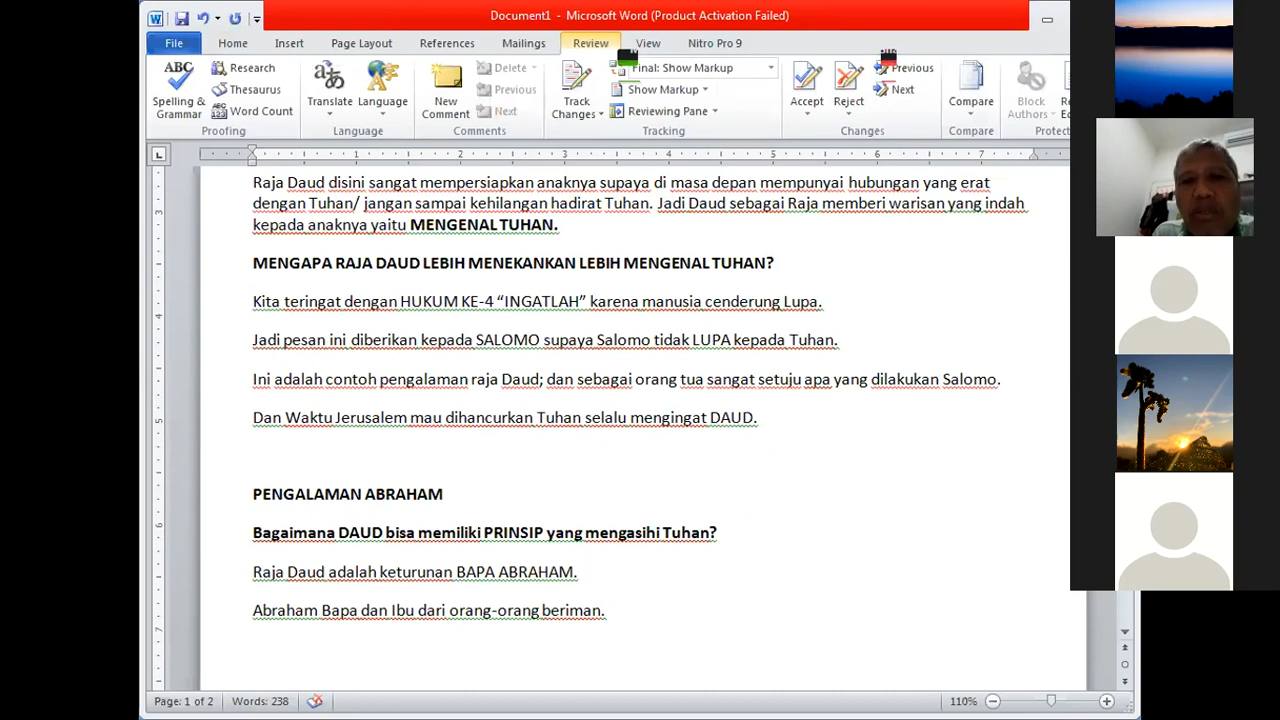 Document1 - Microsoft Word (Product Activation Failed)
File Home Insert Page Layout References Mailings Review View Nitro Pro 9
ABC Research Delete Final: Show Markup Previous
Thesaurus Previous Show Markup Next
Spelling & Grammar Word Count Translate Language New Comment Next Track Changes Reviewing Pane Accept Reject Compare Block Authors
Proofing Language Comments Tracking Changes Compare Protect
1 2 3 4 5 6 7
Raja Daud disini sangat mempersiapkan anaknya supaya di masa depan mempunyai hubungan yang erat
dengan Tuhan/ jangan sampai kehilangan hadirat Tuhan. Jadi Daud sebagai Raja memberi warisan yang indah
kepada anaknya yaitu MENGENAL TUHAN.
MENGAPA RAJA DAUD LEBIH MENEKANKAN LEBIH MENGENAL TUHAN?
Kita teringat dengan HUKUM KE-4 “INGATLAH” karena manusia cenderung Lupa.
Jadi pesan ini diberikan kepada SALOMO supaya Salomo tidak LUPA kepada Tuhan.
Ini adalah contoh pengalaman raja Daud; dan sebagai orang tua sangat setuju apa yang dilakukan Salomo.
Dan Waktu Jerusalem mau dihancurkan Tuhan selalu mengingat DAUD.
PENGALAMAN ABRAHAM
Bagaimana DAUD bisa memiliki PRINSIP yang mengasihi Tuhan?
Raja Daud adalah keturunan BAPA ABRAHAM.
Abraham Bapa dan Ibu dari orang-orang beriman.
Page: 1 of 2 Words: 238 110%